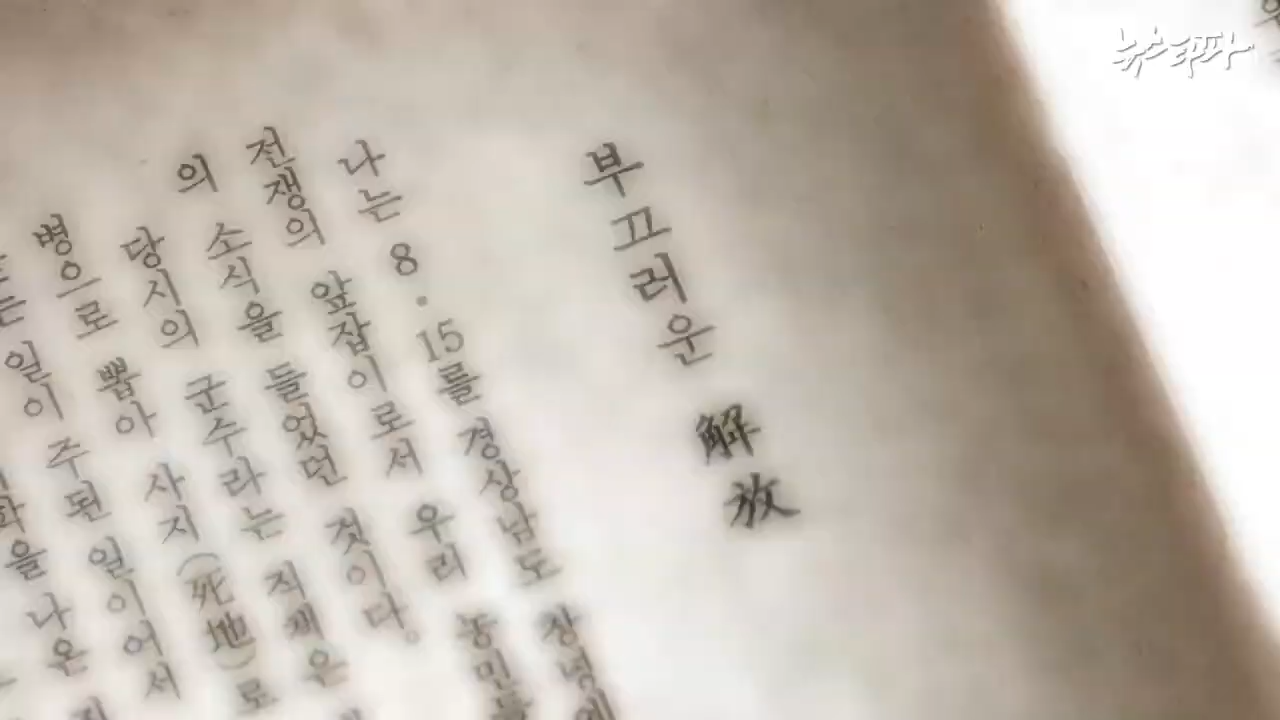 뉴스타파
부끄러운 解放
나는 8·15를 경상남도 창녕에
전쟁의 앞잡이로서 우리 농민들
의 소식을 들었던 것이다.
당시의 군수라는 직책은
병으로 뽑아 사지(死地)로
는 일이 주된 일이어서
을 나온